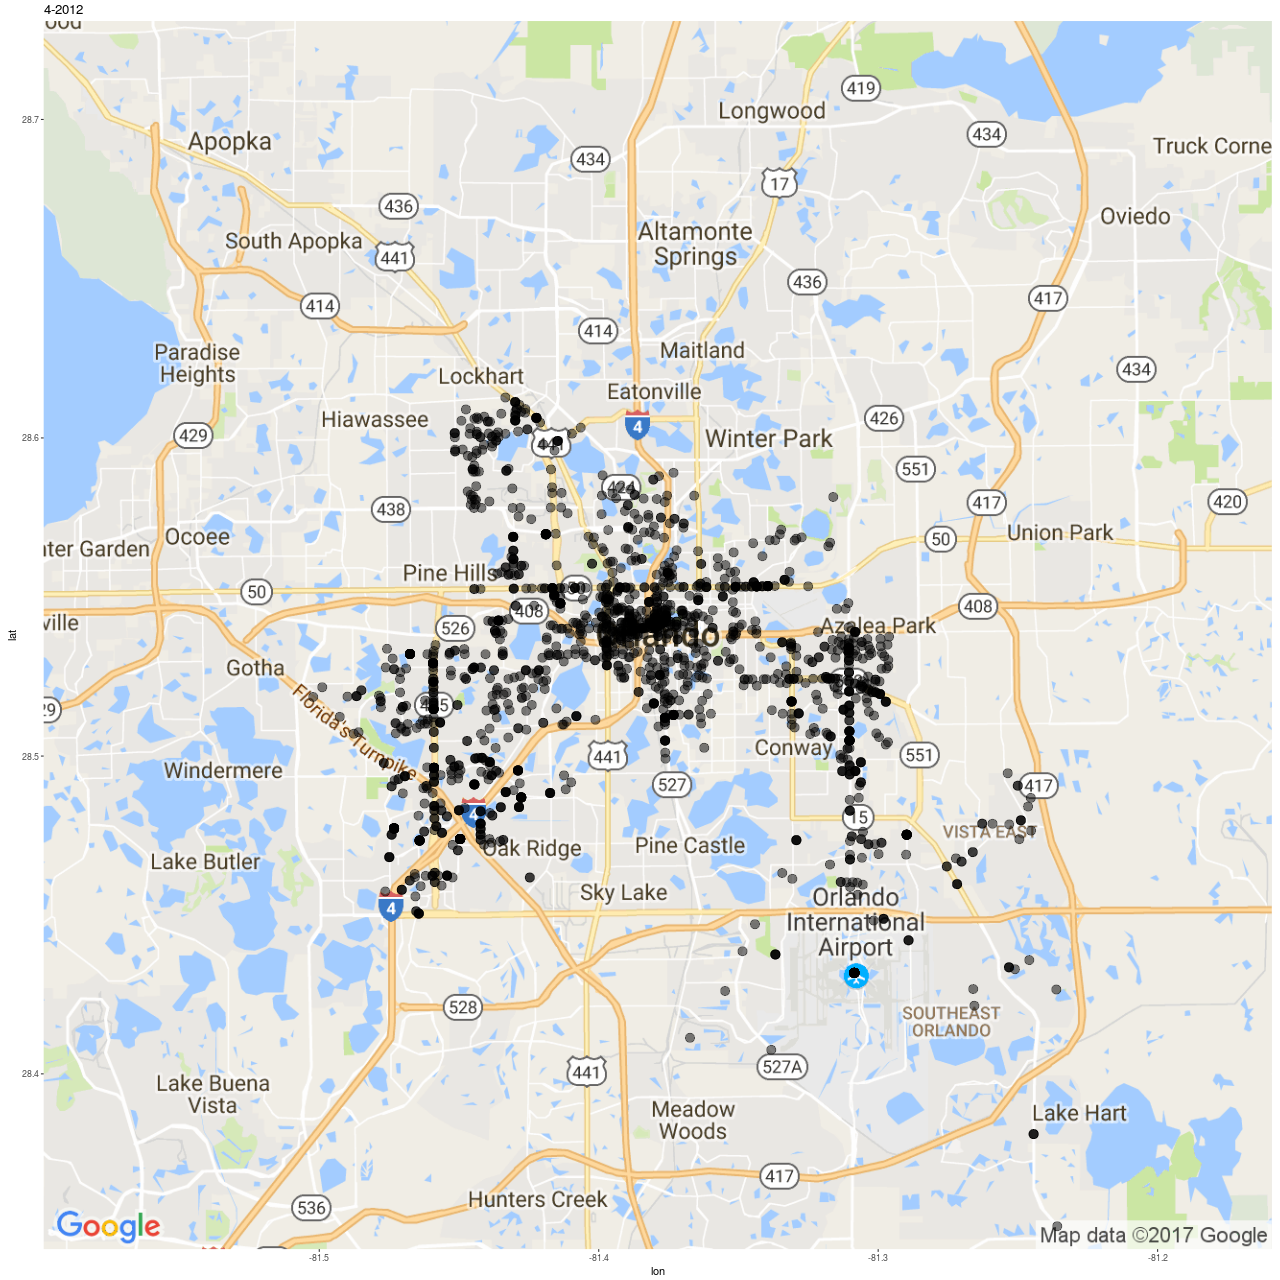 4-2012
Longwood
419
434
Truck Corne
Apopka
434
17
436
Oviedo
South Apopka
Altamonte
Springs
441
436
417
414
414
Paradise
Heights
Maitland
434
Lockhart
Eatonville
Hiawassee
426
4
429
441
Winter Park
551
424
438
417
420
Ocoee
50
Union Park
ater Garden
Pine Hills
50
408
408
ville
526
Azalea Park
Gotha
29
Florida's Turnpike
Conway
441
551
Windermere
527
417
4
15
VISTA EAST
Oak Ridge
Pine Castle
Lake Butler
Sky Lake
Orlando
International
Airport
4
528
SOUTHEAST
ORLANDO
441
527A
Lake Buena
Vista
Meadow
Woods
Lake Hart
417
Hunters Creek
536
Google
Map data ©2017 Google
28.7
28.6
28.5
28.4
lat
-81.5
-81.4
-81.3
-81.2
lon